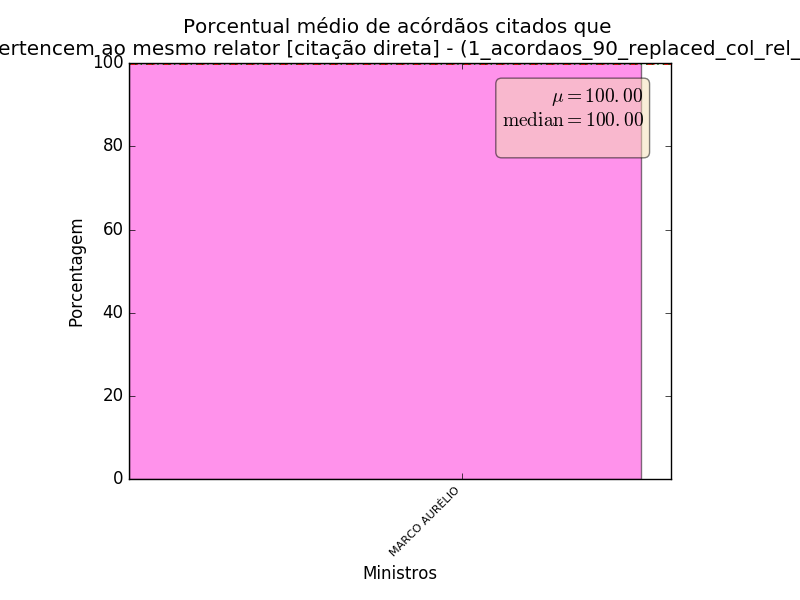 Porcentual médio de acórdãos citados que
ertencem ao mesmo relator [citação direta] - (1_acordaos_90_replaced_col_rel_
100
80
60
40
20
0
Porcentagem
μ = 100.00
median = 100.00
MARCO AURÉLIO
Ministros